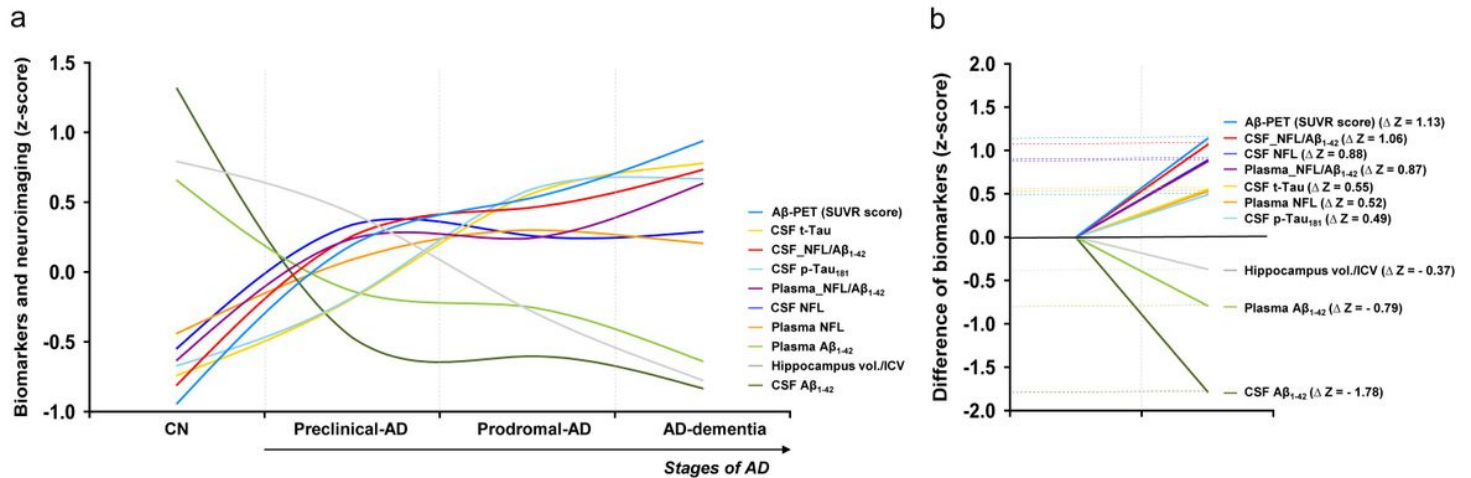 a
Biomarkers and neuroimaging (z-score)
1.5
1.0
0.5
0.0
-0.5
-1.0
CN
Preclinical-AD
Prodromal-AD
AD-dementia
Stages of AD
Aβ-PET (SUVR score)
CSF t-Tau
CSF_NFL/Aβ₁₋₄₂
CSF p-Tau₁₈₁
Plasma_NFL/Aβ₁₋₄₂
CSF NFL
Plasma NFL
Plasma Aβ₁₋₄₂
Hippocampus vol./ICV
CSF Aβ₁₋₄₂
b
Difference of biomarkers (z-score)
2.0
1.5
1.0
0.5
0.0
-0.5
-1.0
-1.5
-2.0
Aβ-PET (SUVR score) (Δ Z = 1.13)
CSF_NFL/Aβ₁₋₄₂ (Δ Z = 1.06)
CSF NFL (Δ Z = 0.88)
Plasma_NFL/Aβ₁₋₄₂ (Δ Z = 0.87)
CSF t-Tau (Δ Z = 0.55)
Plasma NFL (Δ Z = 0.52)
CSF p-Tau₁₈₁ (Δ Z = 0.49)
Hippocampus vol./ICV (Δ Z = - 0.37)
Plasma Aβ₁₋₄₂ (Δ Z = - 0.79)
CSF Aβ₁₋₄₂ (Δ Z = - 1.78)